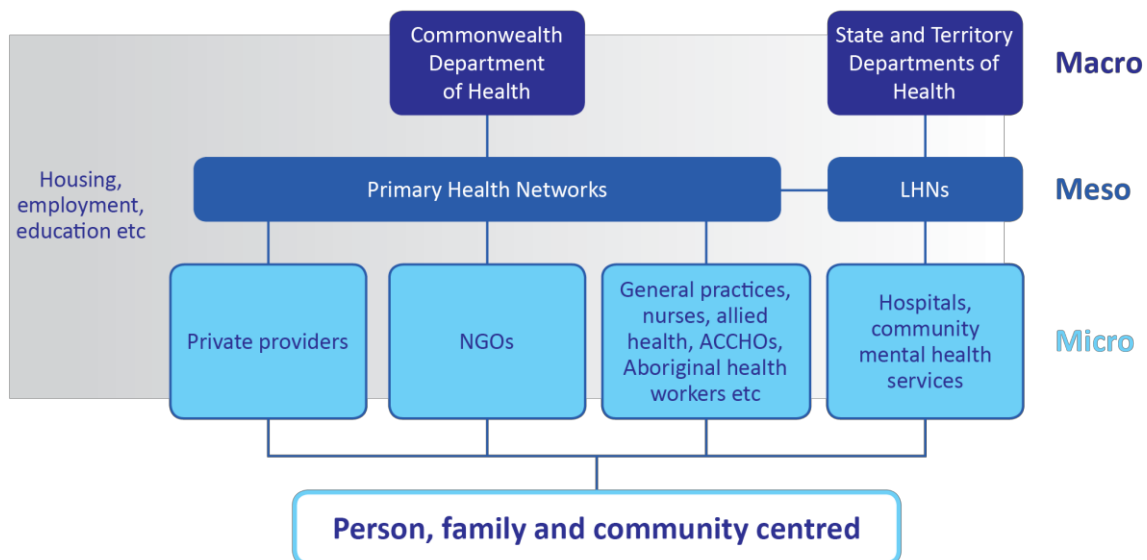 Commonwealth
Department
of Health
State and Territory
Departments of
Health
Macro
Housing,
employment,
education etc
Primary Health Networks
LHNs
Meso
Private providers
NGOs
General practices,
nurses, allied
health, ACCHOs,
Aboriginal health
workers etc
Hospitals,
community
mental health
services
Micro
Person, family and community centred